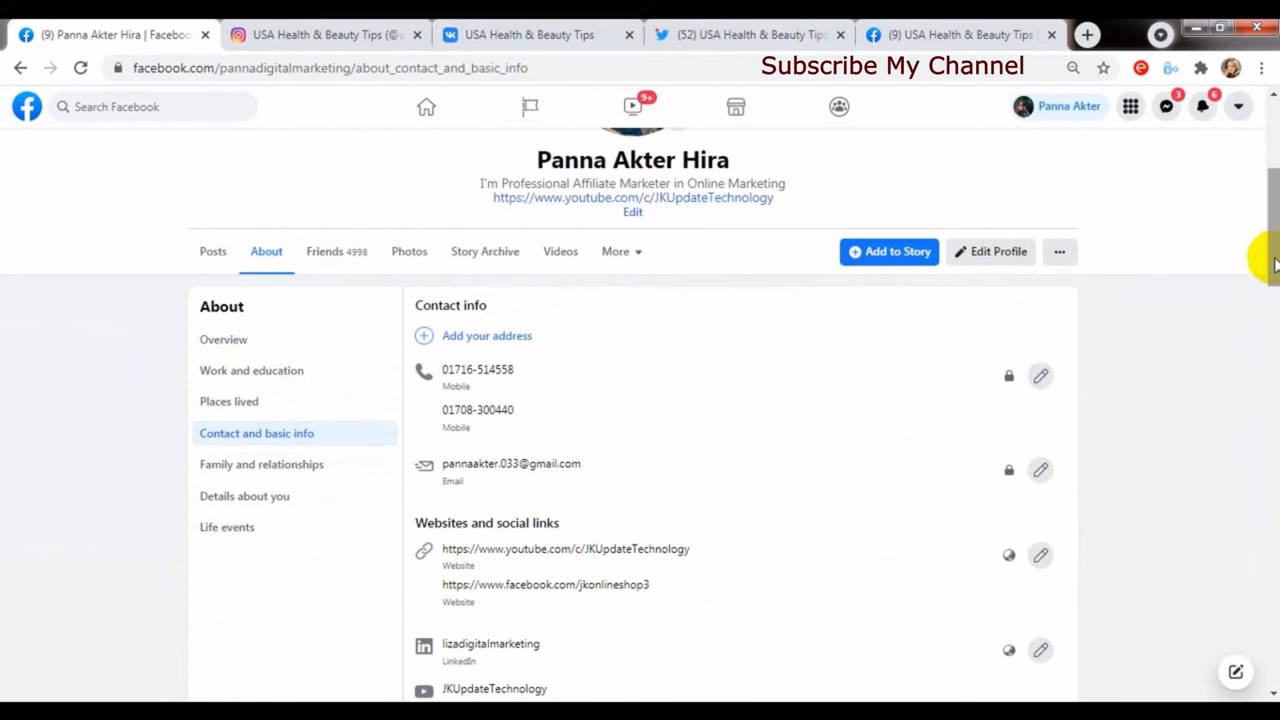 (9) Panna Akter Hira | Faceboo
USA Health & Beauty Tips (@u
USA Health & Beauty Tips
(52) USA Health & Beauty Tips
(9) USA Health & Beauty Tips |
facebook.com/pannadigitalmarketing/about_contact_and_basic_info
Subscribe My Channel
Search Facebook
9+
Panna Akter
3
6
Panna Akter Hira
I'm Professional Affiliate Marketer in Online Marketing
https://www.youtube.com/c/JKUpdateTechnology
Edit
Posts
About
Friends 4998
Photos
Story Archive
Videos
More
Add to Story
Edit Profile
...
About
Overview
Work and education
Places lived
Contact and basic info
Family and relationships
Details about you
Life events
Contact info
Add your address
01716-514558
Mobile
01708-300440
Mobile
pannaakter.033@gmail.com
Email
Websites and social links
https://www.youtube.com/c/JKUpdateTechnology
Website
https://www.facebook.com/jkonlineshop3
Website
lizadigitalmarketing
LinkedIn
JKUpdateTechnology